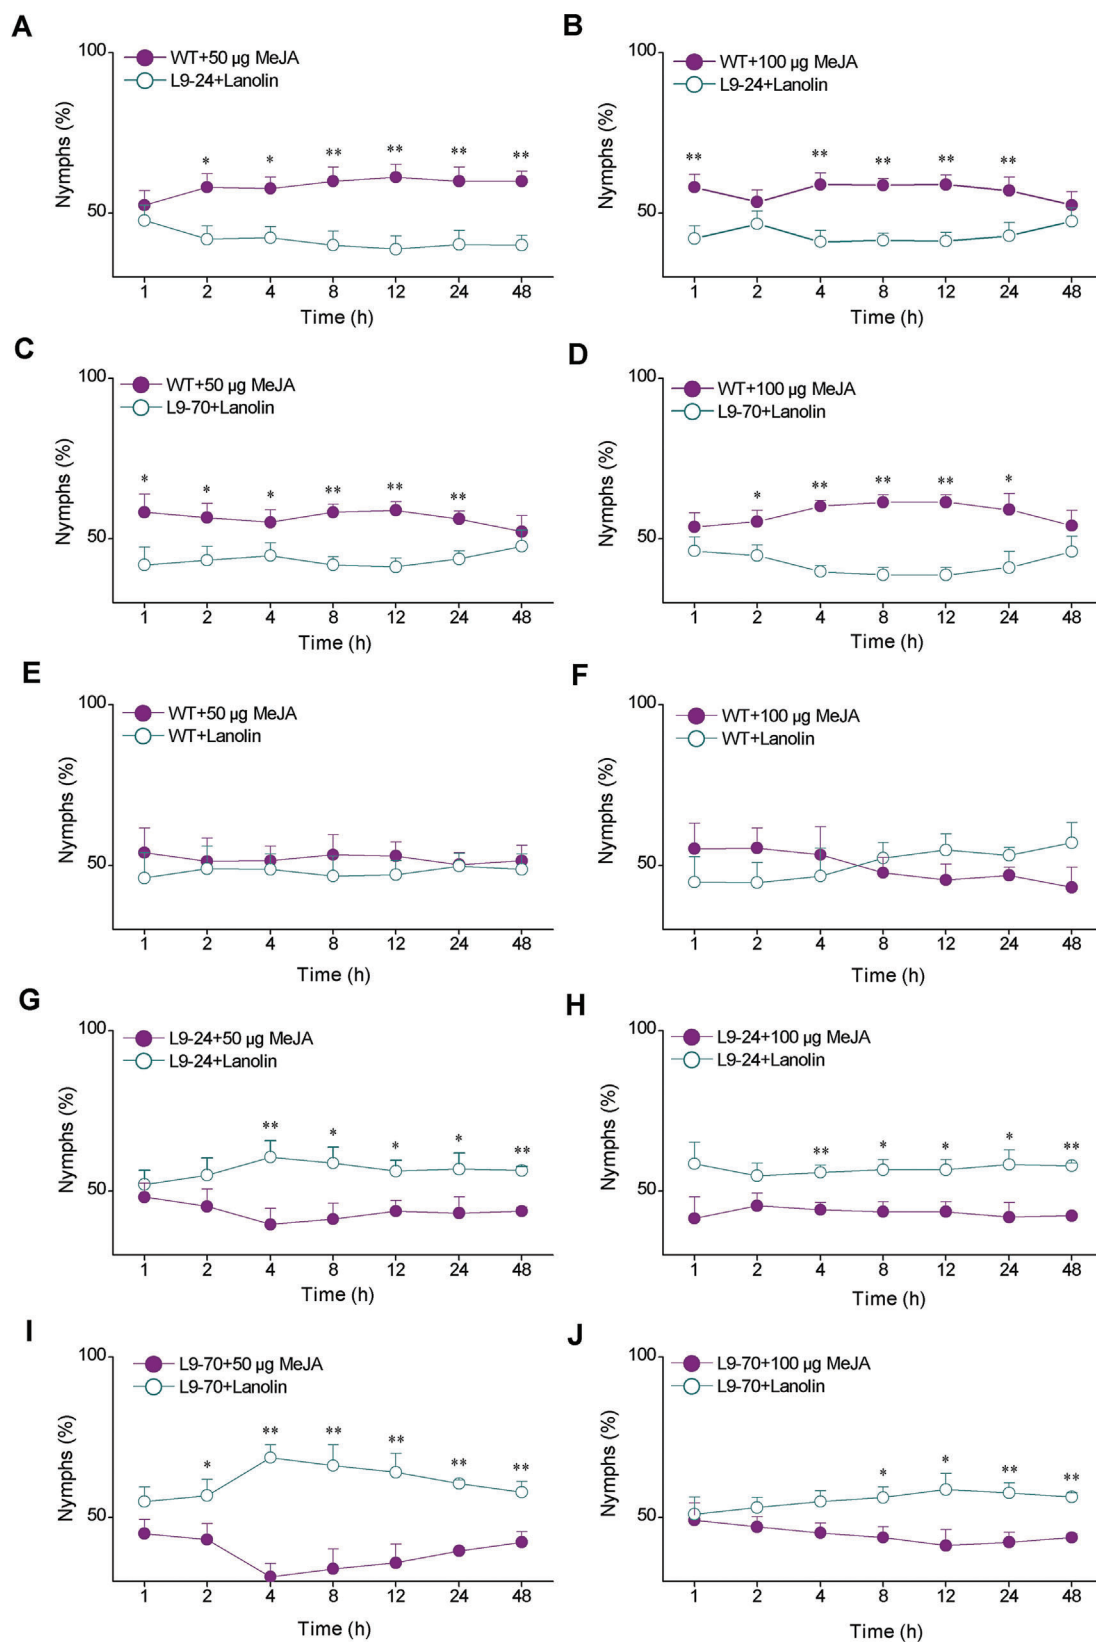 A
100
WT+50 µg MeJA
L9-24+Lanolin
Nymphs (%)
* * ** ** ** **
50
1 2 4 8 12 24 48
Time (h)
B
100
WT+100 µg MeJA
L9-24+Lanolin
Nymphs (%)
** ** ** ** **
50
1 2 4 8 12 24 48
Time (h)
C
100
WT+50 µg MeJA
L9-70+Lanolin
Nymphs (%)
* * * ** ** **
50
1 2 4 8 12 24 48
Time (h)
D
100
WT+100 µg MeJA
L9-70+Lanolin
Nymphs (%)
* ** ** ** *
50
1 2 4 8 12 24 48
Time (h)
E
100
WT+50 µg MeJA
WT+Lanolin
Nymphs (%)
50
1 2 4 8 12 24 48
Time (h)
F
100
WT+100 µg MeJA
WT+Lanolin
Nymphs (%)
50
1 2 4 8 12 24 48
Time (h)
G
100
L9-24+50 µg MeJA
L9-24+Lanolin
Nymphs (%)
** * * * **
50
1 2 4 8 12 24 48
Time (h)
H
100
L9-24+100 µg MeJA
L9-24+Lanolin
Nymphs (%)
** * * * **
50
1 2 4 8 12 24 48
Time (h)
I
100
L9-70+50 µg MeJA
L9-70+Lanolin
Nymphs (%)
* ** ** ** ** **
50
1 2 4 8 12 24 48
Time (h)
J
100
L9-70+100 µg MeJA
L9-70+Lanolin
Nymphs (%)
* * ** **
50
1 2 4 8 12 24 48
Time (h)